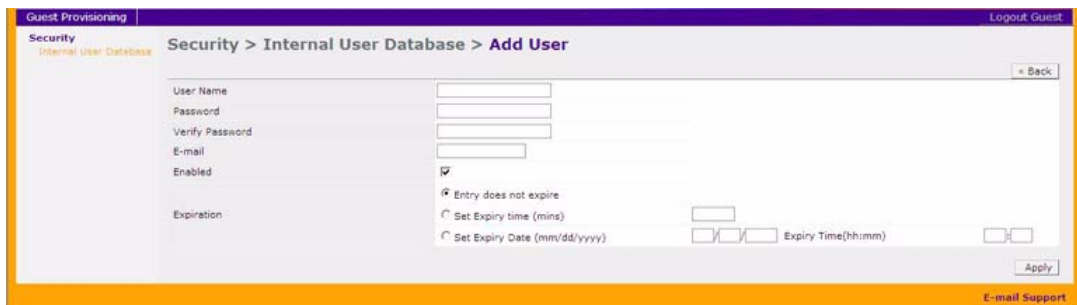 Guest Provisioning Logout Guest
Security
Internal User Database
Security > Internal User Database > Add User
« Back
User Name
Password
Verify Password
E-mail
Enabled
Expiration
Entry does not expire
Set Expiry time (mins)
Set Expiry Date (mm/dd/yyyy) / / Expiry Time(hh:mm) :
Apply
E-mail Support